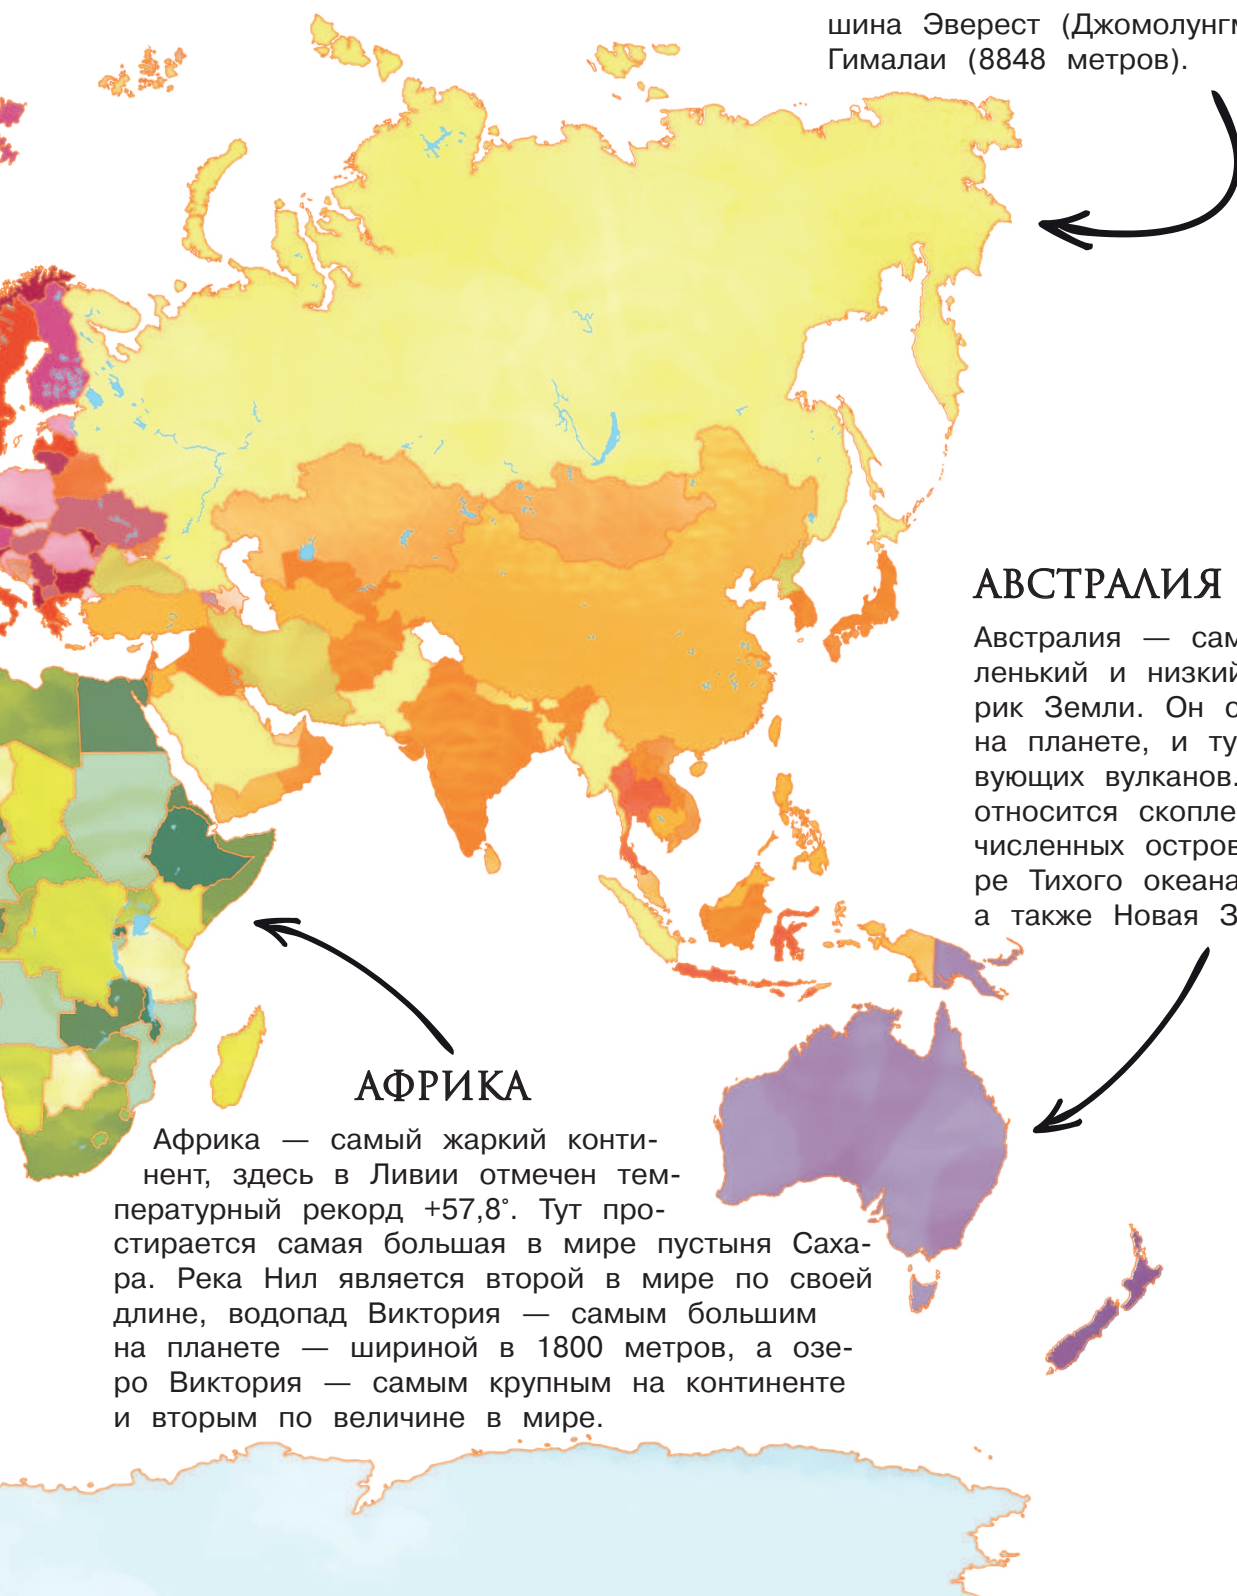 шина Эверест (Джомолунгм
Гималаи (8848 метров).
АВСТРАЛИЯ
Австралия — сам
ленький и низкий
рик Земли. Он с
на планете, и ту
вующих вулканов.
относится скопле
численных остров
ре Тихого океана
а также Новая З
АФРИКА
Африка — самый жаркий конти-
нент, здесь в Ливии отмечен тем-
пературный рекорд +57,8°. Тут про-
стирается самая большая в мире пустыня Саха-
ра. Река Нил является второй в мире по своей
длине, водопад Виктория — самым большим
на планете — шириной в 1800 метров, а озе-
ро Виктория — самым крупным на континенте
и вторым по величине в мире.